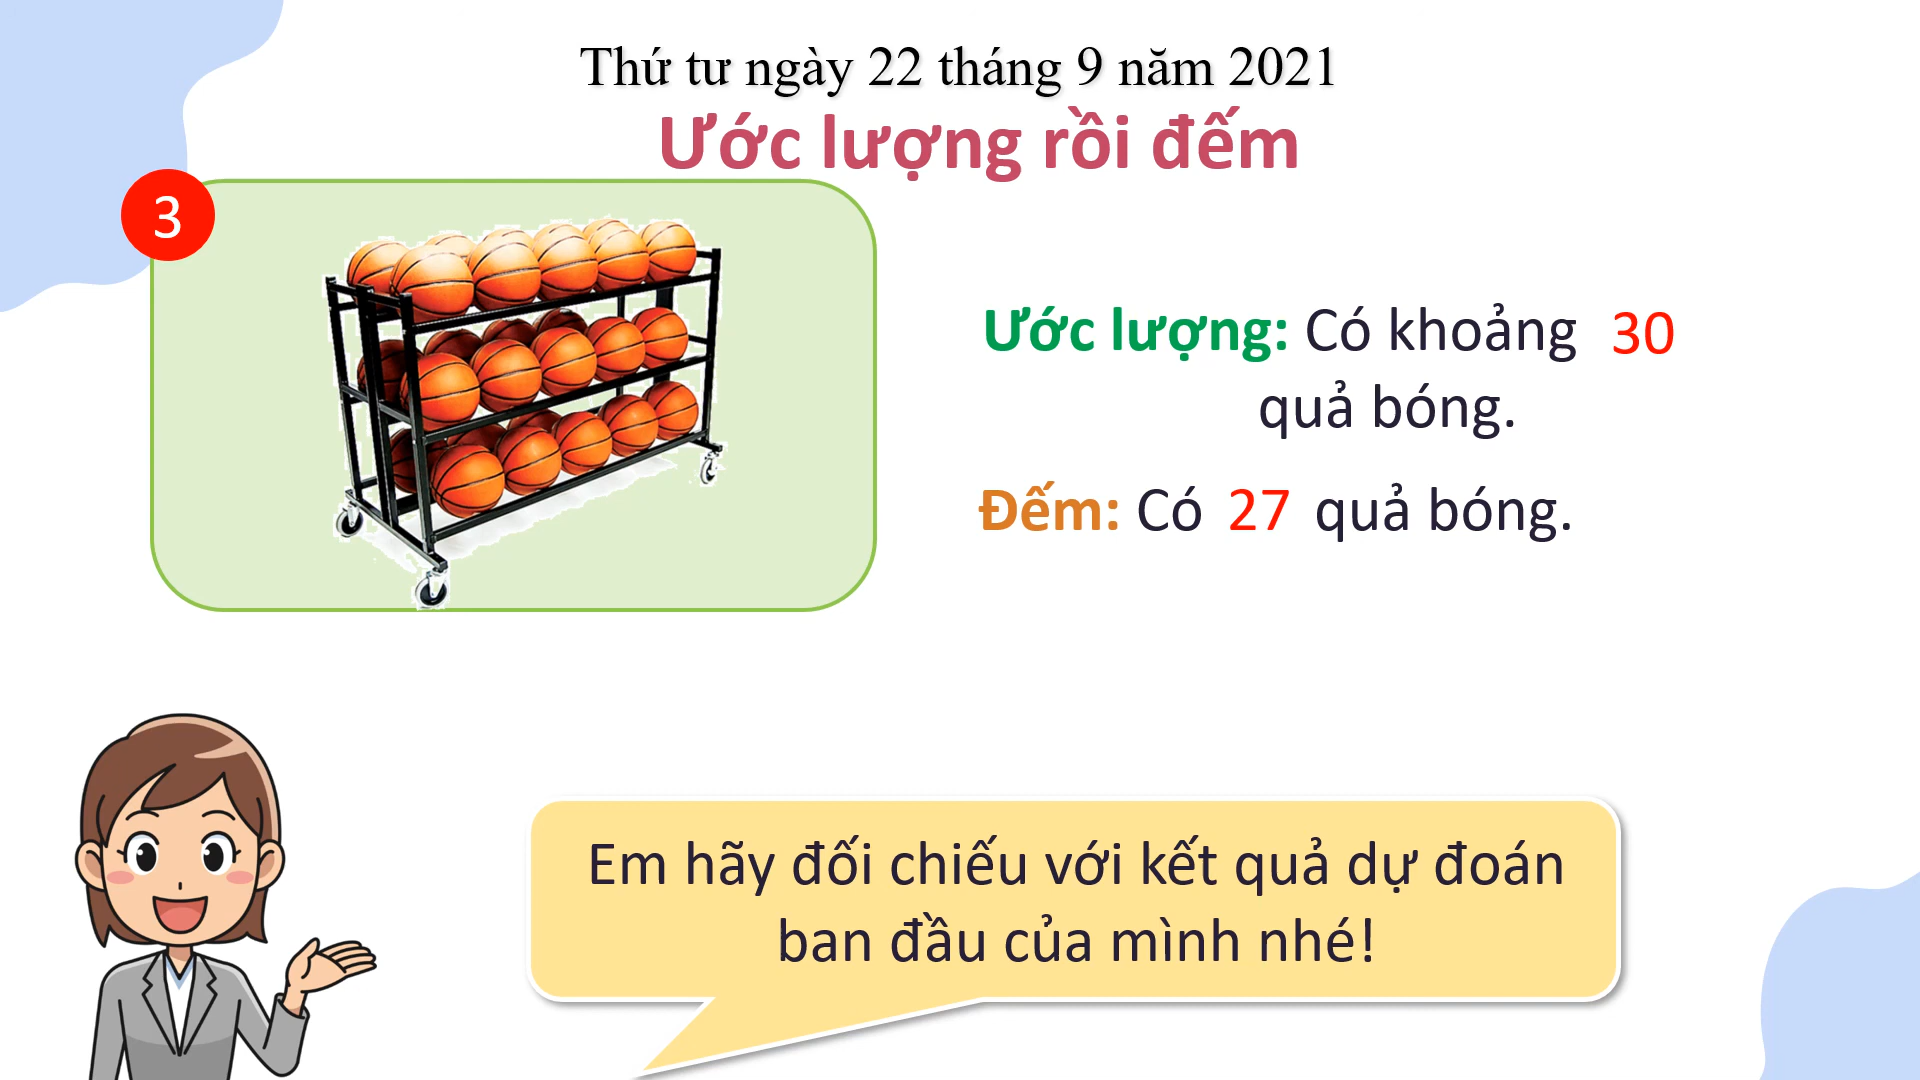 Thứ tư ngày 22 tháng 9 năm 2021
Ước lượng rồi đếm
3
Ước lượng: Có khoảng 30
quả bóng.
Đếm: Có 27 quả bóng.
Em hãy đối chiếu với kết quả dự đoán
ban đầu của mình nhé!